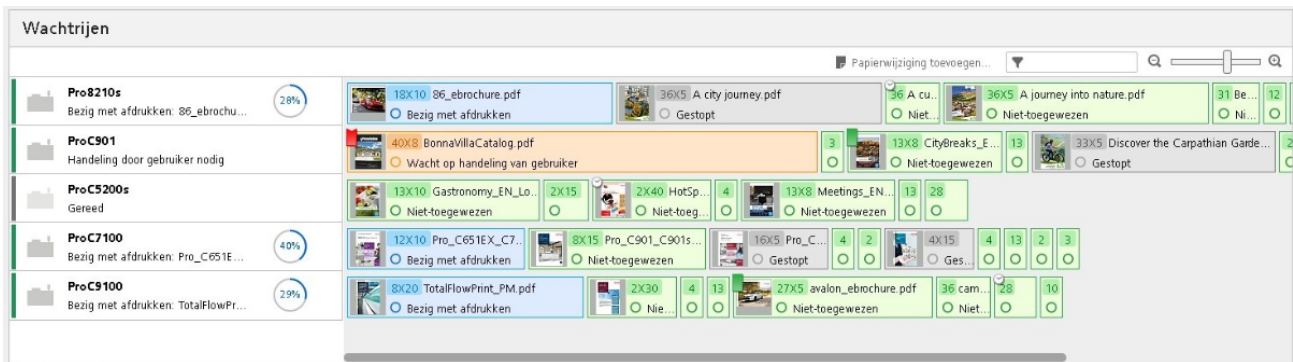 Wachtrijen
Papierwijziging toevoegen...
Pro8210s
Bezig met afdrukken: 86_ebrochu...
28%
18X10 86_ebrochure.pdf
Bezig met afdrukken
36X5 A city journey.pdf
Gestopt
36 A cu...
Niet...
36X5 A journey into nature.pdf
Niet-toegewezen
31 Be...
Ni...
12
ProC901
Handeling door gebruiker nodig
40X8 BonnaVillaCatalog.pdf
Wacht op handeling van gebruiker
3
13X8 CityBreaks_E...
Niet-toegewezen
13
33X5 Discover the Carpathian Garde...
Gestopt
2
ProC5200s
Gereed
13X10 Gastronomy_EN_Lo...
Niet-toegewezen
2X15
2X40 HotSp...
Niet-toeg...
4
13X8 Meetings_EN...
Niet-toegewezen
13
28
ProC7100
Bezig met afdrukken: Pro_C651E...
40%
12X10 Pro_C651EX_C7...
Bezig met afdrukken
8X15 Pro_C901_C901s...
Niet-toegewezen
16X5 Pro_C...
Gestopt
4
2
4X15
Ges...
4
13
2
3
ProC9100
Bezig met afdrukken: TotalFlowPr...
29%
8X20 TotalFlowPrint_PM.pdf
Bezig met afdrukken
2X30
Nie...
4
13
27X5 avalon_ebrochure.pdf
Niet-toegewezen
36 cam...
Niet...
28
10